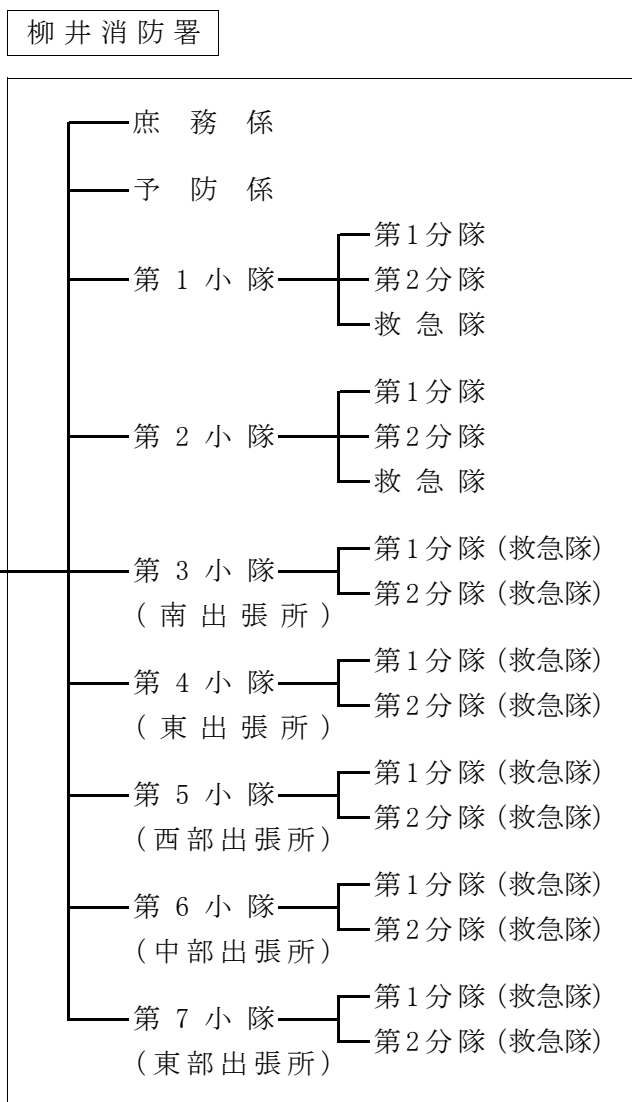 柳井消防署
庶務係
予防係
第1分隊
第1小隊
第2分隊
救急隊
第1分隊
第2小隊
第2分隊
救急隊
第1分隊(救急隊)
第3小隊
第2分隊(救急隊)
(南出張所)
第1分隊(救急隊)
第4小隊
第2分隊(救急隊)
(東出張所)
第1分隊(救急隊)
第5小隊
第2分隊(救急隊)
(西部出張所)
第1分隊(救急隊)
第6小隊
第2分隊(救急隊)
(中部出張所)
第1分隊(救急隊)
第7小隊
第2分隊(救急隊)
(東部出張所)